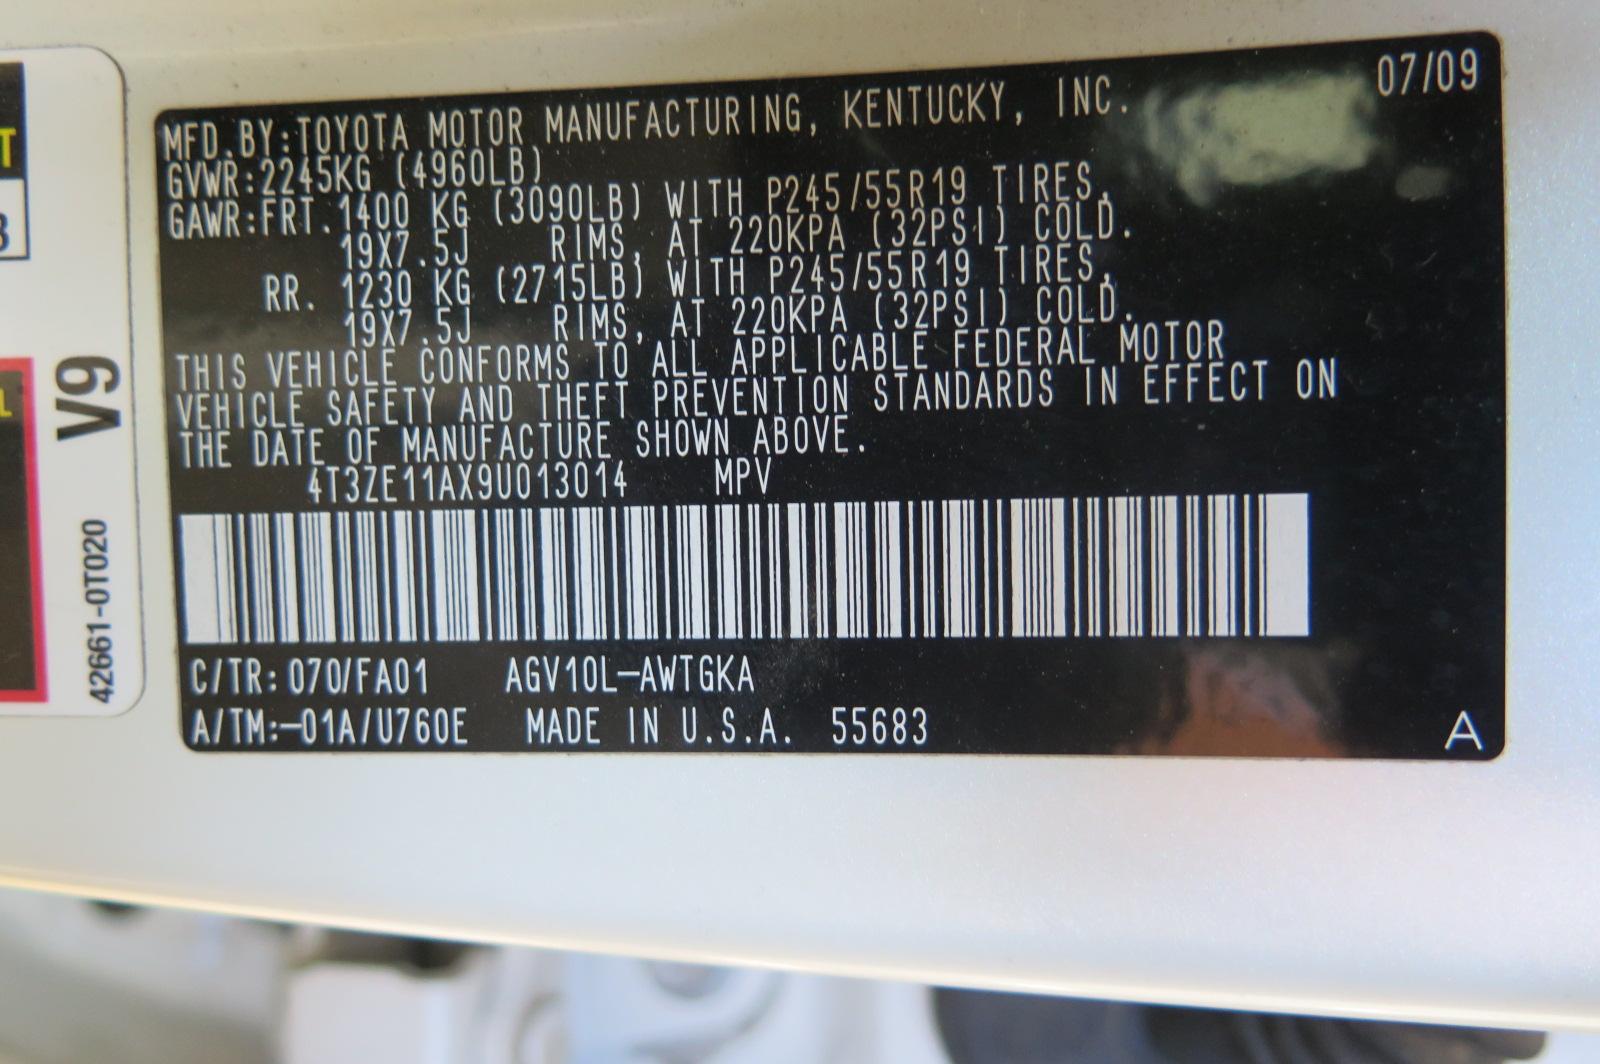 T
3
L
V9
42661-0T020
07/09
MFD.BY:TOYOTA MOTOR MANUFACTURING, KENTUCKY, INC.
GVWR:2245KG (4960LB)
GAWR:FRT.1400 KG (3090LB) WITH P245/55R19 TIRES,
19X7.5J RIMS, AT 220KPA (32PSI) COLD.
RR. 1230 KG (2715LB) WITH P245/55R19 TIRES,
19X7.5J RIMS, AT 220KPA (32PSI) COLD.
THIS VEHICLE CONFORMS TO ALL APPLICABLE FEDERAL MOTOR
VEHICLE SAFETY AND THEFT PREVENTION STANDARDS IN EFFECT ON
THE DATE OF MANUFACTURE SHOWN ABOVE.
4T3ZE11AX9U013014 MPV
C/TR: 070/FA01 AGV10L-AWTGKA
A/TM:-01A/U760E MADE IN U.S.A. 55683
A